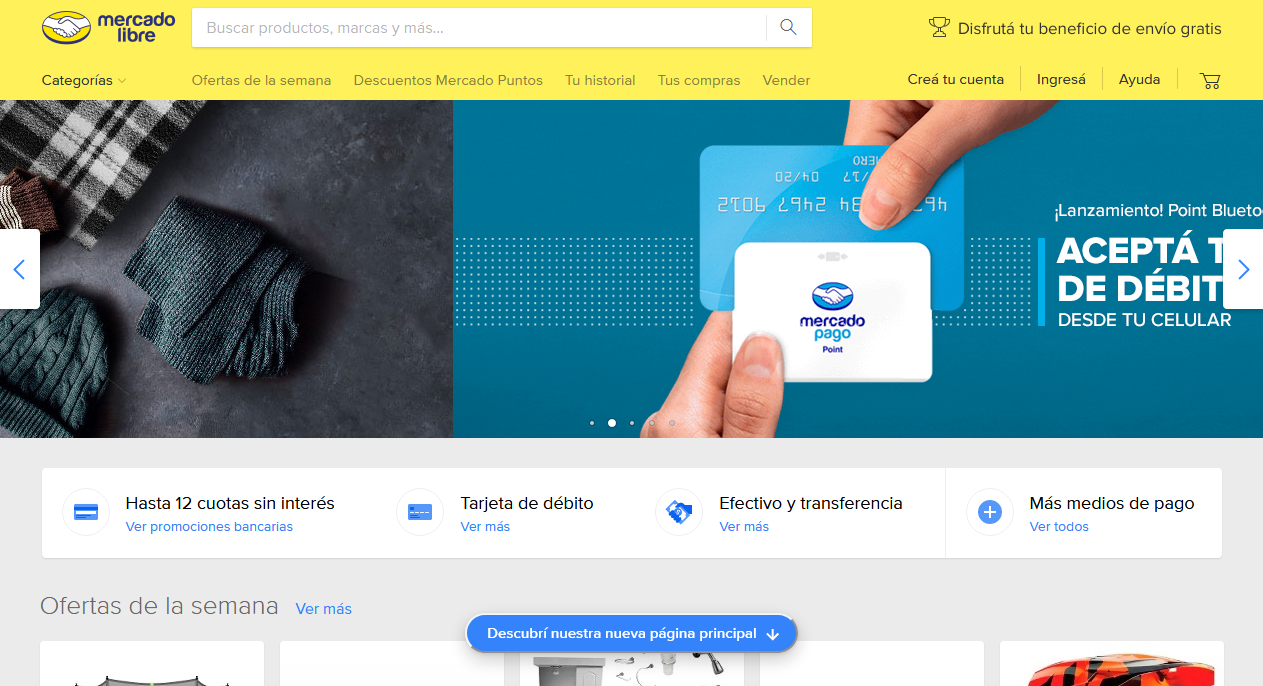 mercado
libre
Buscar productos, marcas y más...
Disfrutá tu beneficio de envío gratis
Categorías
Ofertas de la semana
Descuentos Mercado Puntos
Tu historial
Tus compras
Vender
Creá tu cuenta
Ingresá
Ayuda
¡Lanzamiento! Point Blueto
ACEPTÁ T
DE DÉBIT
DESDE TU CELULAR
mercado
pago
Point
Hasta 12 cuotas sin interés
Ver promociones bancarias
Tarjeta de débito
Ver más
Efectivo y transferencia
Ver más
Más medios de pago
Ver todos
Ofertas de la semana
Ver más
Descubrí nuestra nueva página principal